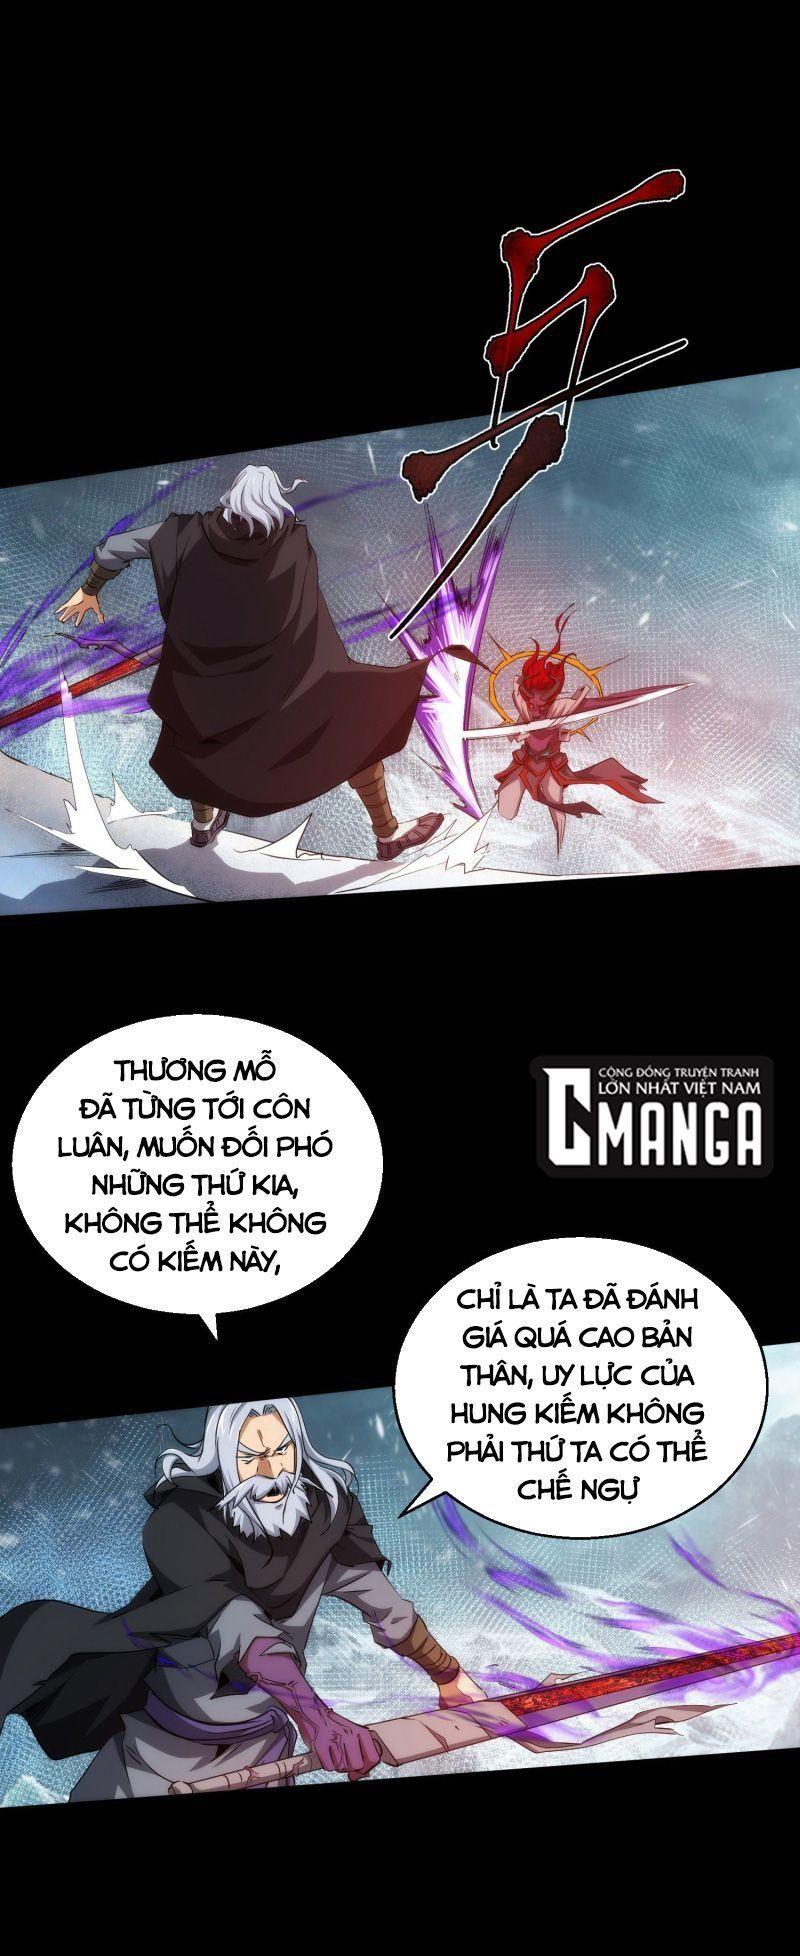 THƯƠNG MỖ
ĐÃ TỪNG TỚI CÔN
LUÂN, MUỐN ĐỐI PHÓ
NHỮNG THỨ KIA,
KHÔNG THỂ KHÔNG
CÓ KIẾM NÀY,
CỘNG ĐỒNG TRUYỆN TRANH
LỚN NHẤT VIỆT NAM
CMANGA
CHỈ LÀ TA ĐÃ ĐÁNH
GIÁ QUÁ CAO BẢN
THÂN, UY LỰC CỦA
HUNG KIẾM KHÔNG
PHẢI THỨ TA CÓ THỂ
CHẾ NGỰ